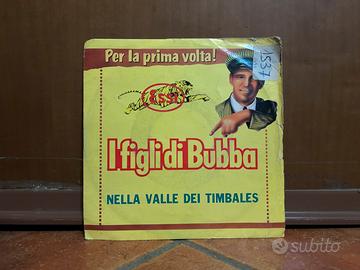 Per la prima volta!
1537
ESSO
I figli di Bubba
NELLA VALLE DEI TIMBALES
subito